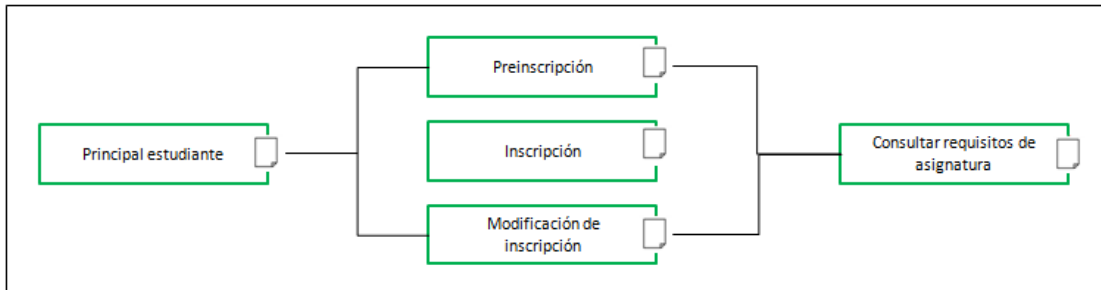 Principal estudiante
Preinscripción
Inscripción
Modificación de
inscripción
Consultar requisitos de
asignatura